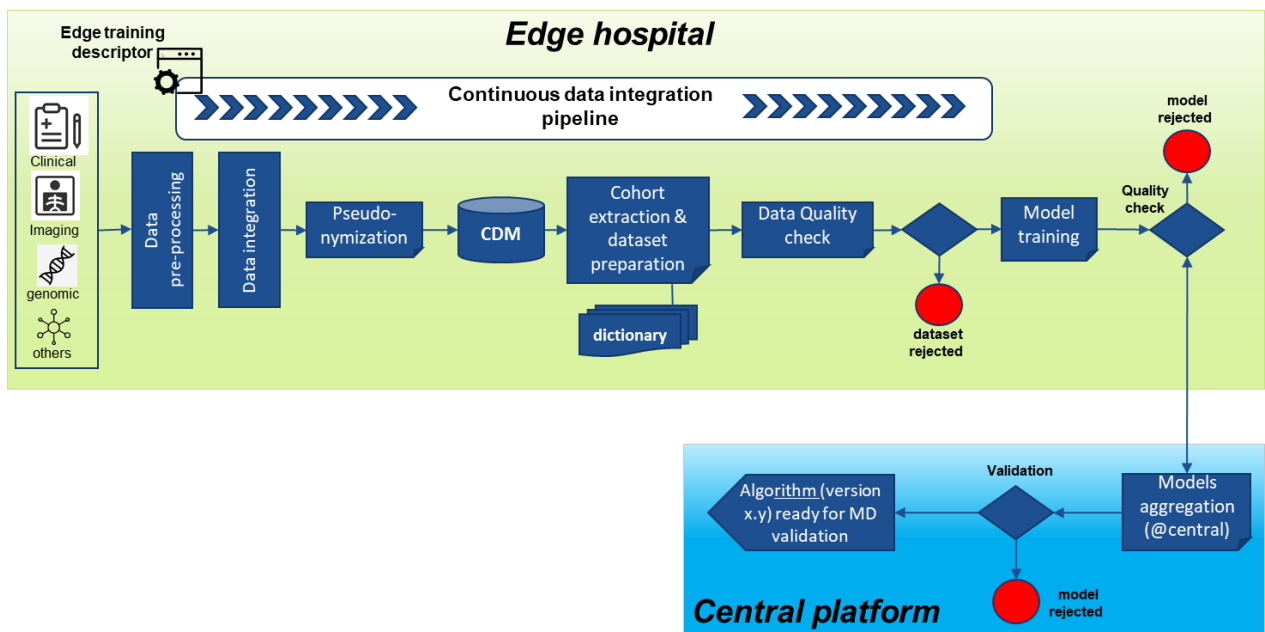 Edge hospital
Edge training
descriptor
Continuous data integration
pipeline
Clinical
Imaging
genomic
others
Data
pre-processing
Data integration
Pseudo-
nymization
CDM
Cohort
extraction &
dataset
preparation
dictionary
Data Quality
check
dataset
rejected
Model
training
Quality
check
model
rejected
Models
aggregation
(@central)
Validation
model
rejected
Algorithm (version
x.y) ready for MD
validation
Central platform